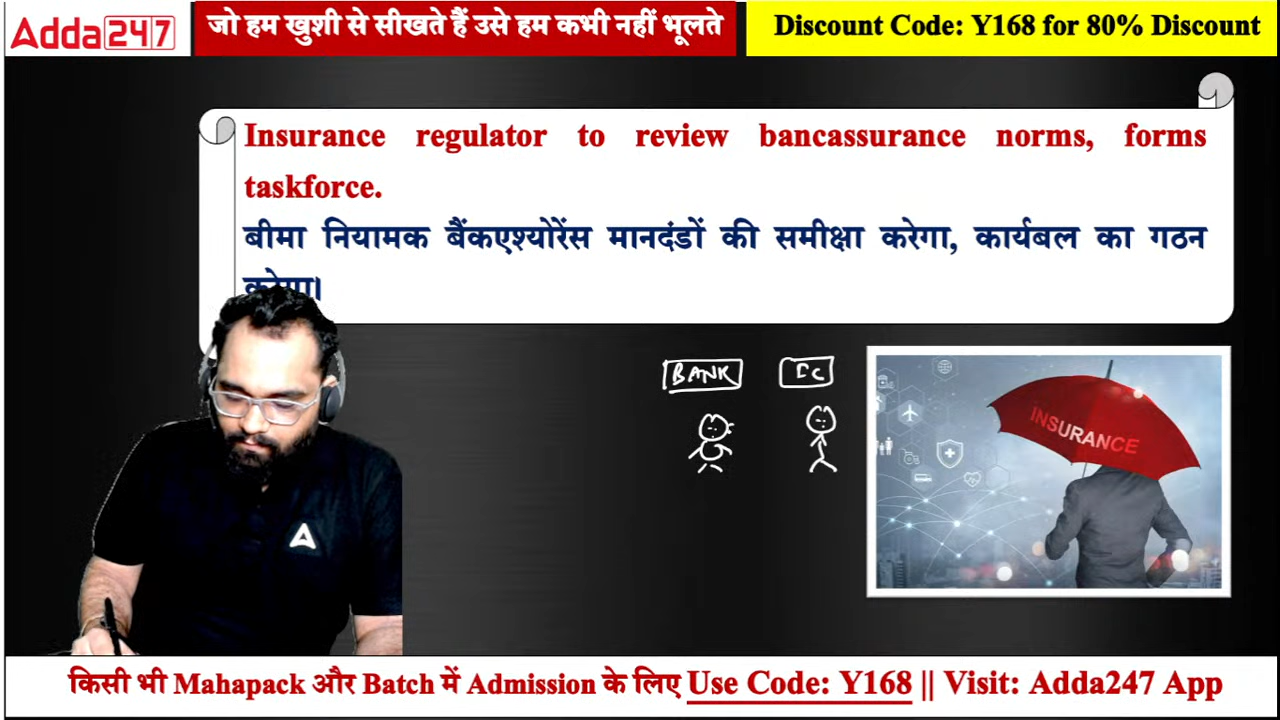 Adda247
जो हम खुशी से सीखते हैं उसे हम कभी नहीं भूलते
Discount Code: Y168 for 80% Discount
Insurance regulator to review bancassurance norms, forms
taskforce.
बीमा नियामक बैंकएश्योरेंस मानदंडों की समीक्षा करेगा, कार्यबल का गठन
करेगा।
BANK
IC
INSURANCE
किसी भी Mahapack और Batch में Admission के लिए Use Code: Y168 || Visit: Adda247 App